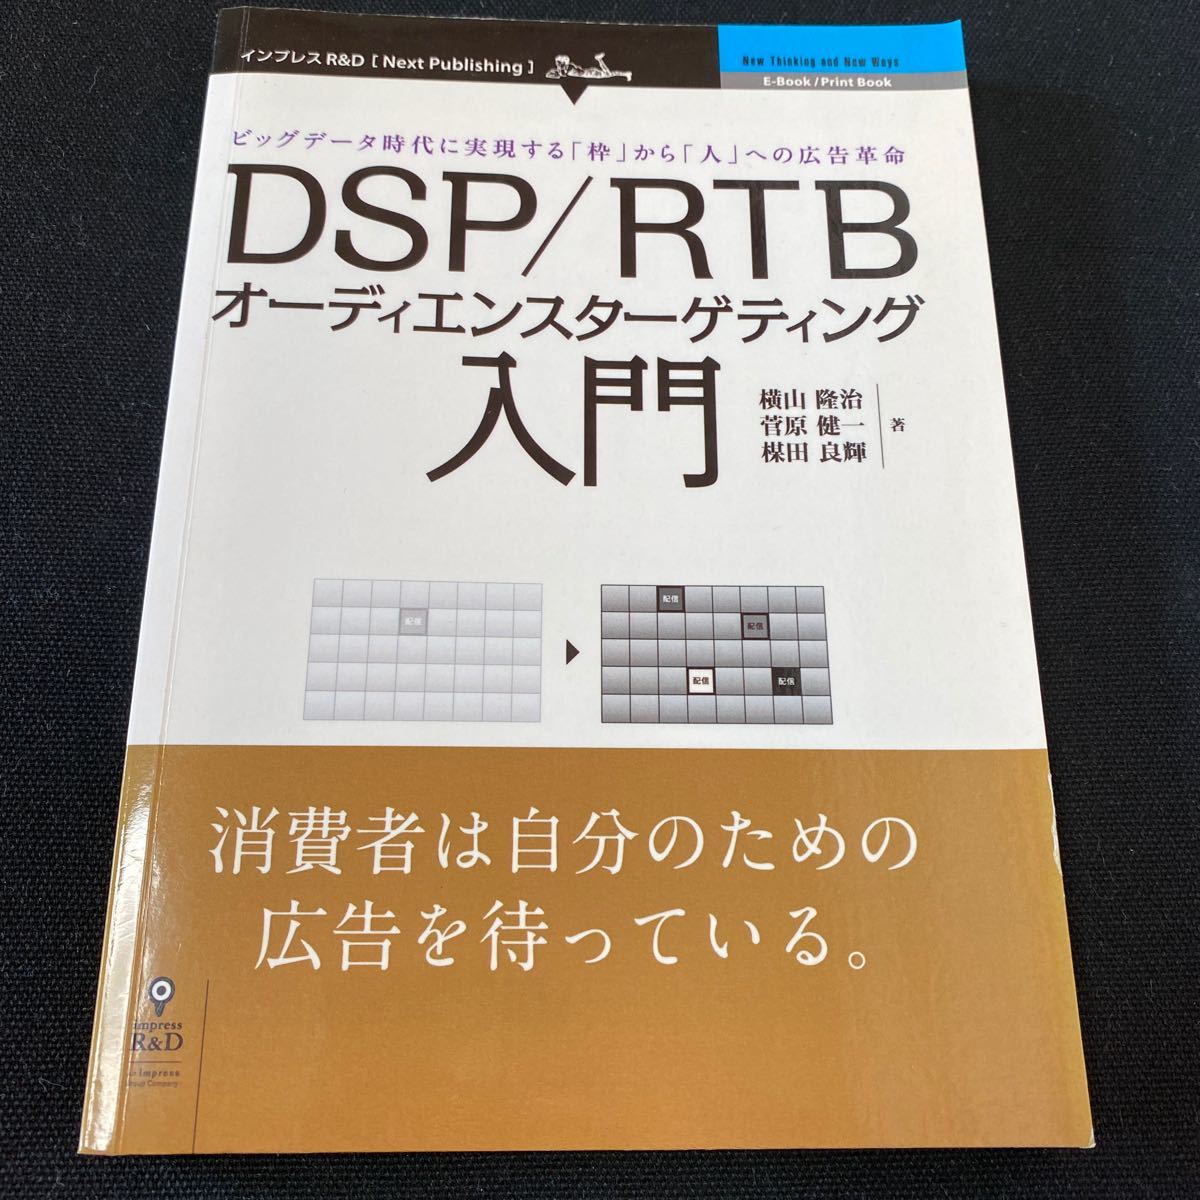 インプレス R&D [ Next Publishing ]
New Thinking and New Ways
E-Book / Print Book
ビッグデータ時代に実現する「枠」から「人」への広告革命
DSP/RTB
オーディエンスターゲティング
入門
横山 隆治
菅原 健一
楳田 良輝
著
配信
配信
配信
配信
配信
消費者は自分のための
広告を待っている。
impress
R&D
an Impress
Group Company